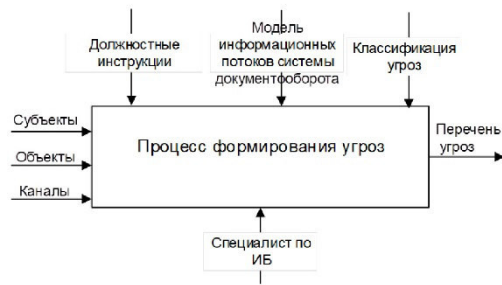 Должностные
инструкции
Модель
информационных
потоков системы
документфоборота
Классификация
угроз
Субъекты
Объекты
Каналы
Процесс формирования угроз
Перечень
угроз
Специалист по
ИБ